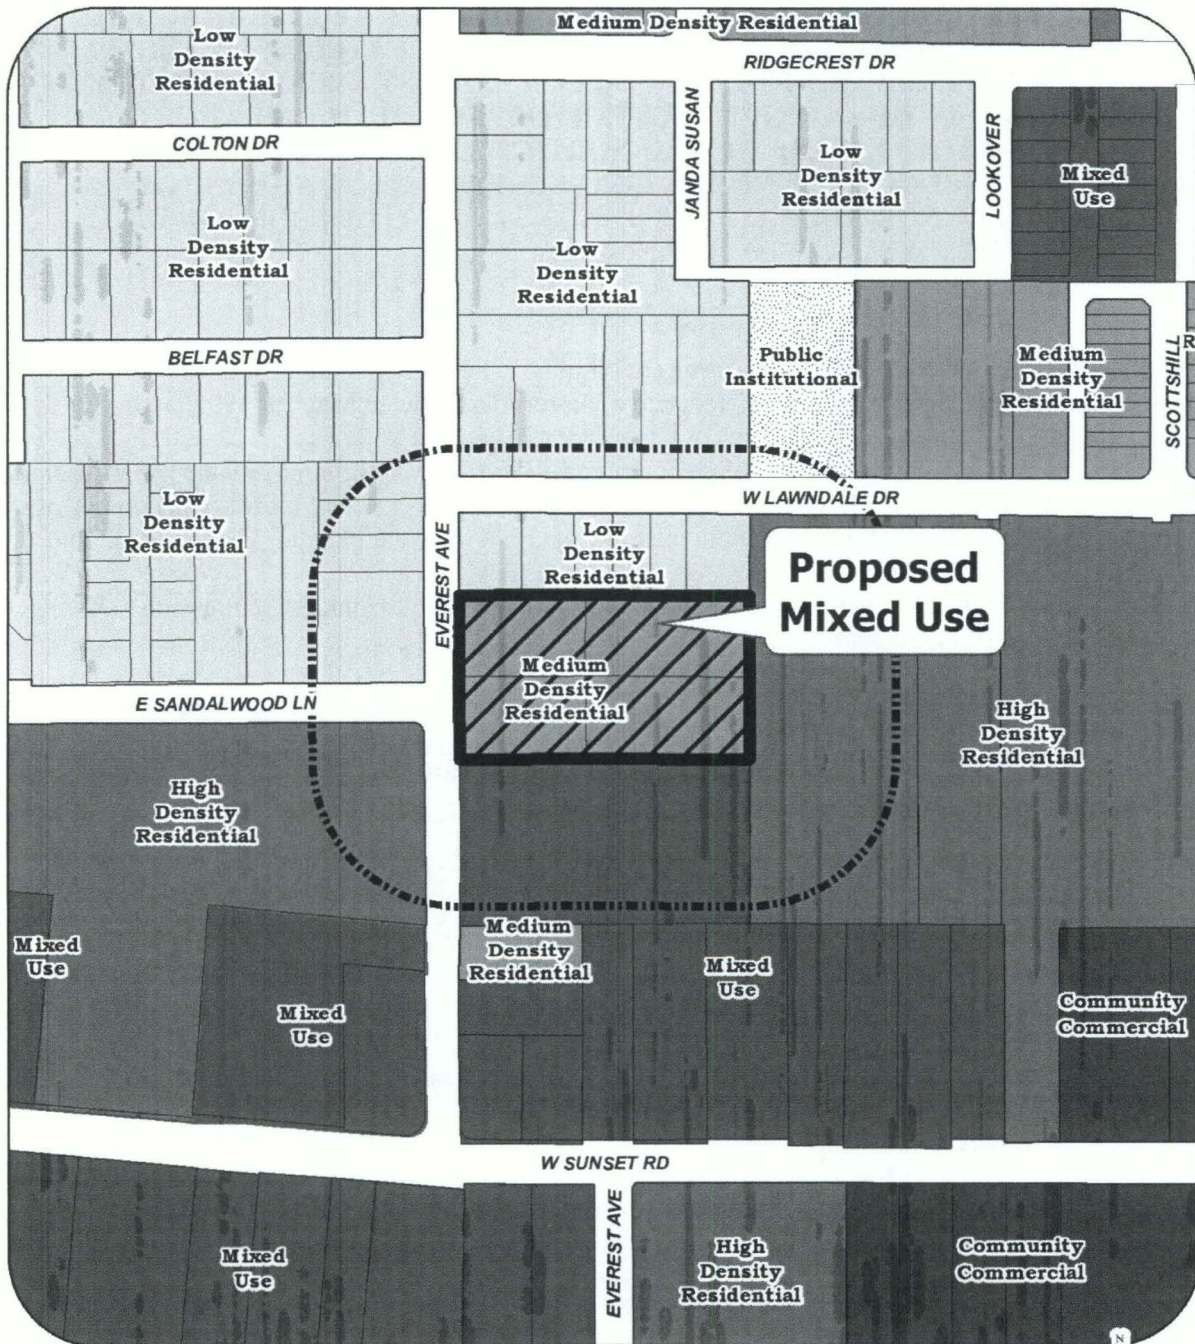 Medium Density Residential
Low
Density
Residential
RIDGECREST DR
COLTON DR
JANDA SUSAN
LOOKOVER
Low
Density
Residential
Mixed
Use
Low
Density
Residential
Low
Density
Residential
BELFAST DR
Public
Institutional
Medium
Density
Residential
SCOTTSHILL
R
W LAWNDALE DR
Low
Density
Residential
EVEREST AVE
Low
Density
Residential
Proposed
Mixed Use
Medium
Density
Residential
E SANDALWOOD LN
High
Density
Residential
High
Density
Residential
Mixed
Use
Mixed
Use
Medium
Density
Residential
Mixed
Use
Community
Commercial
W SUNSET RD
EVEREST AVE
Mixed
Use
High
Density
Residential
Community
Commercial
N